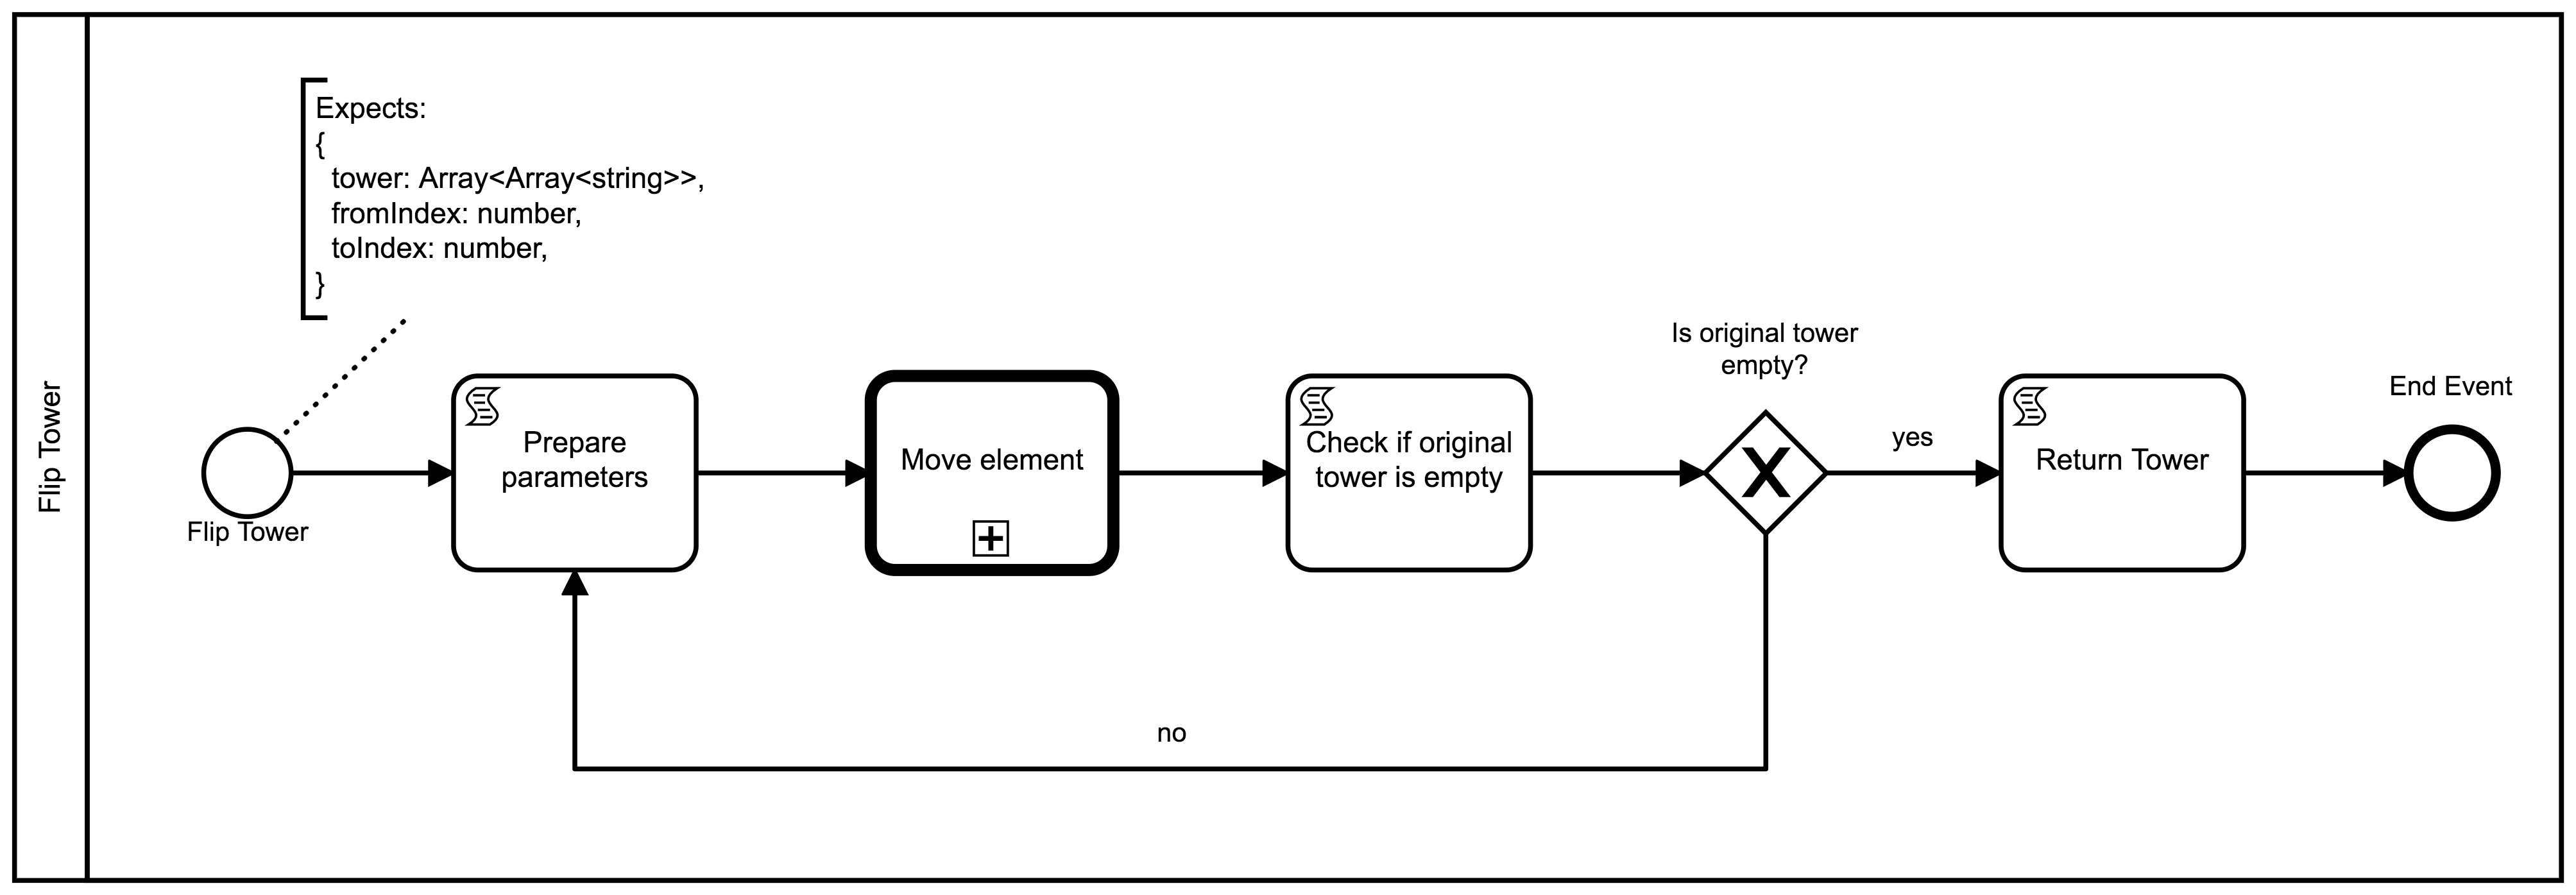 Flip Tower
Expects:
{
tower: Array<Array<string>>,
fromIndex: number,
toIndex: number,
}
Flip Tower
Prepare
parameters
Move element
Check if original
tower is empty
Is original tower
empty?
yes
no
Return Tower
End Event